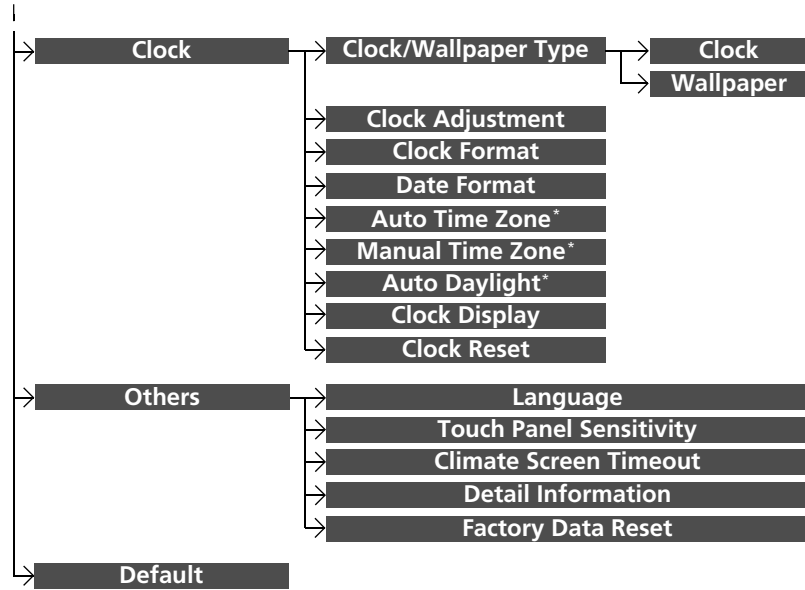 Clock
Clock/Wallpaper Type
Clock
Wallpaper
Clock Adjustment
Clock Format
Date Format
Auto Time Zone*
Manual Time Zone*
Auto Daylight*
Clock Display
Clock Reset
Others
Language
Touch Panel Sensitivity
Climate Screen Timeout
Detail Information
Factory Data Reset
Default